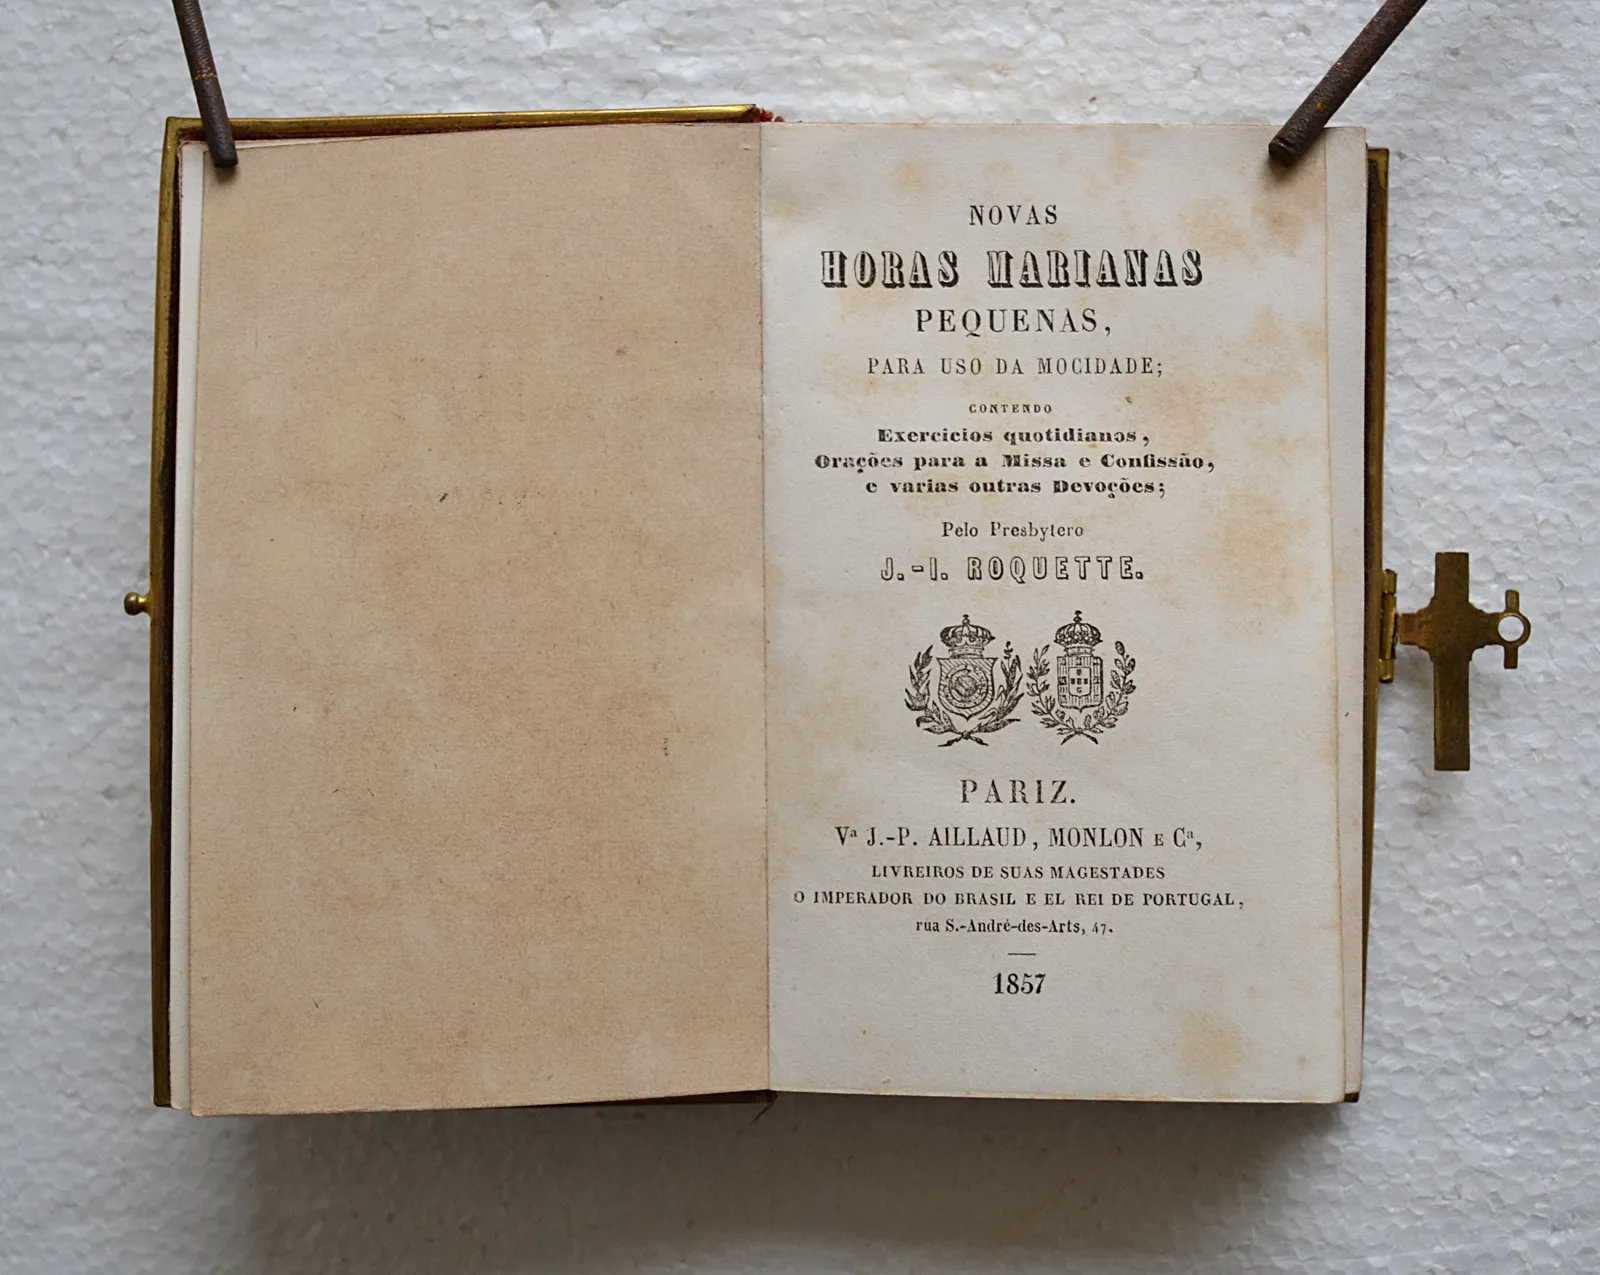 NOVAS
HORAS MARIANAS
PEQUENAS,
PARA USO DA MOCIDADE;
CONTENDO
Exercicios quotidianos,
Orações para a Missa e Confissão,
e varias outras Devoções;
Pelo Presbytero
J.-I. ROQUETTE.
PARIZ.
Vª J.-P. AILLAUD, MONLON E Cª,
LIVREIROS DE SUAS MAGESTADES
O IMPERADOR DO BRASIL E EL REI DE PORTUGAL,
rua S.-André-des-Arts, 47.
1857